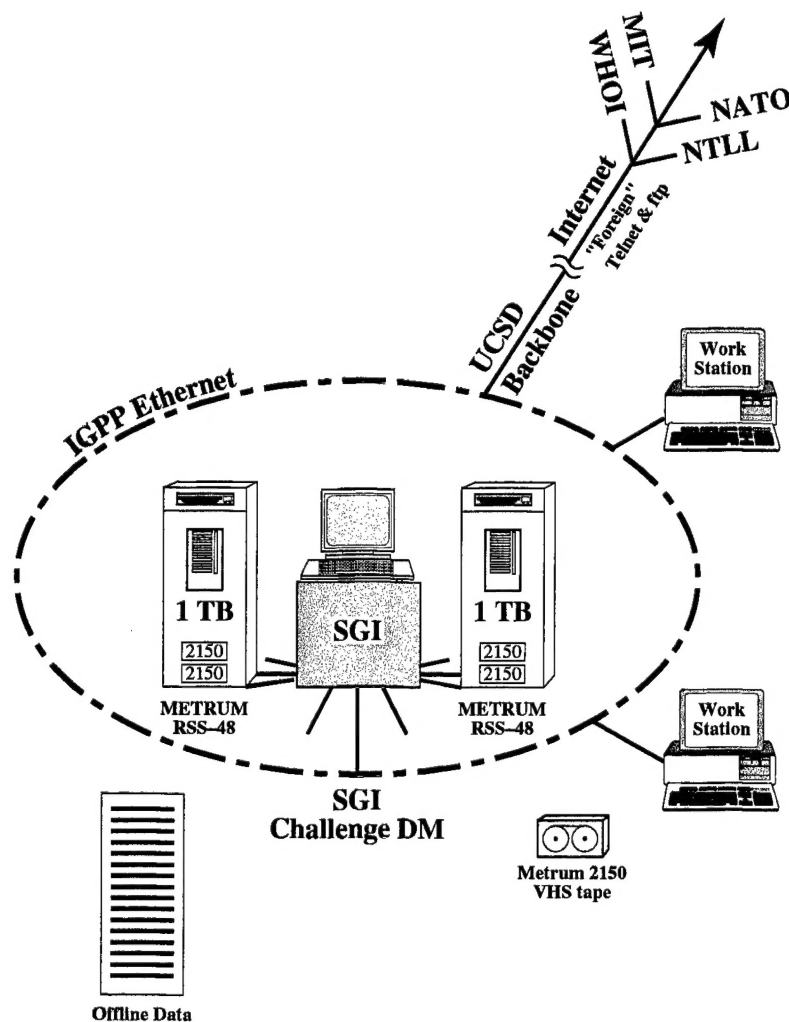 WHOI
MIT
NATO
NTLL
Internet
"Foreign"
Telnet & ftp
UCSD
Backbone
Work
Station
IGPP Ethernet
1 TB
2150
2150
METRUM
RSS-48
SGI
1 TB
2150
2150
METRUM
RSS-48
Work
Station
SGI
Challenge DM
Metrum 2150
VHS tape
Offline Data